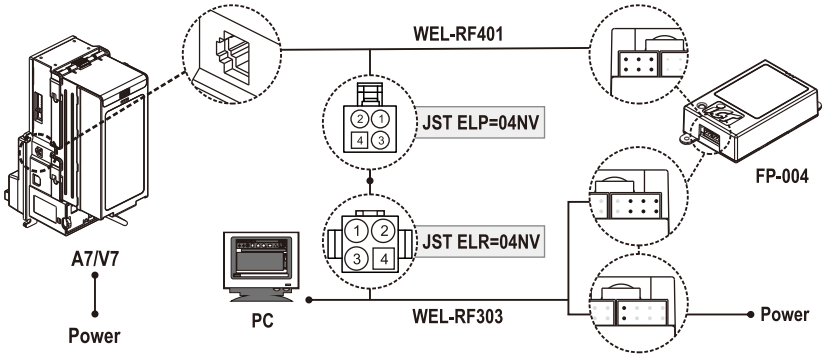 WEL-RF401
2 1
4 3
JST ELP=04NV
FP-004
1 2
3 4
JST ELR=04NV
A7/V7
PC
WEL-RF303
Power
Power